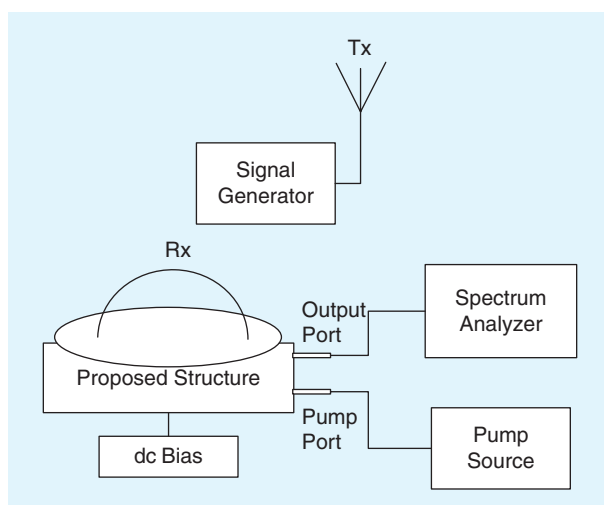 Tx
Signal
Generator
Rx
Output
Port
Spectrum
Analyzer
Proposed Structure
Pump
Port
dc Bias
Pump
Source